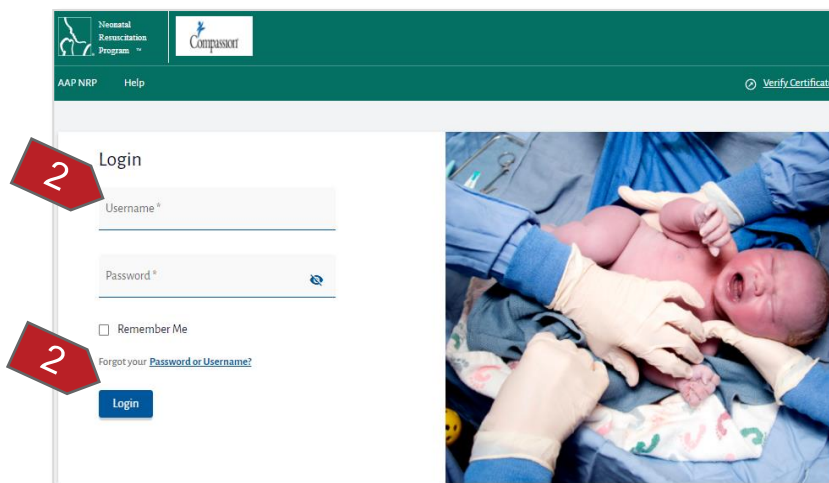 Neonatal
Resuscitation
Program ™
Compassion
AAP NRP Help
Verify Certificat
Login
2
Username *
Password *
Remember Me
2
Forgot your Password or Username?
Login